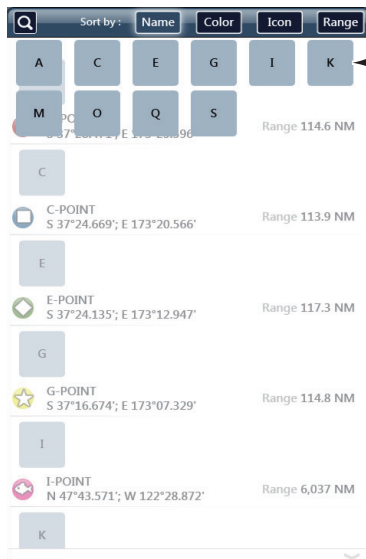 Sort by : Name Color Icon Range
A C E G I K
M O Q S
Range 114.6 NM
C
C-POINT
S 37°24.669'; E 173°20.566'
Range 113.9 NM
E
E-POINT
S 37°24.135'; E 173°12.947'
Range 117.3 NM
G
G-POINT
S 37°16.674'; E 173°07.329'
Range 114.8 NM
I
I-POINT
N 47°43.571'; W 122°28.872'
Range 6,037 NM
K